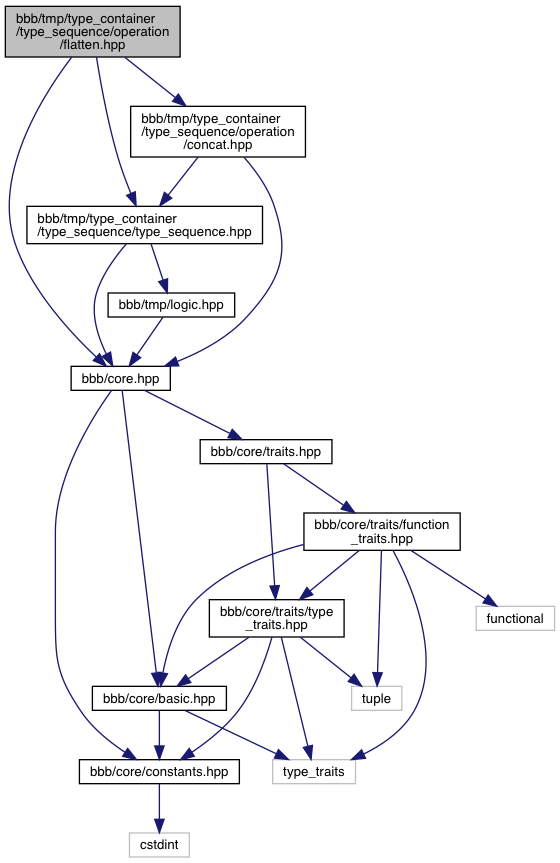 bbb/tmp/type_container
/type_sequence/operation
/flatten.hpp
bbb/tmp/type_container
/type_sequence/operation
/concat.hpp
bbb/tmp/type_container
/type_sequence/type_sequence.hpp
bbb/tmp/logic.hpp
bbb/core.hpp
bbb/core/traits.hpp
bbb/core/traits/function
_traits.hpp
bbb/core/traits/type
_traits.hpp
functional
bbb/core/basic.hpp
tuple
bbb/core/constants.hpp
type_traits
cstdint